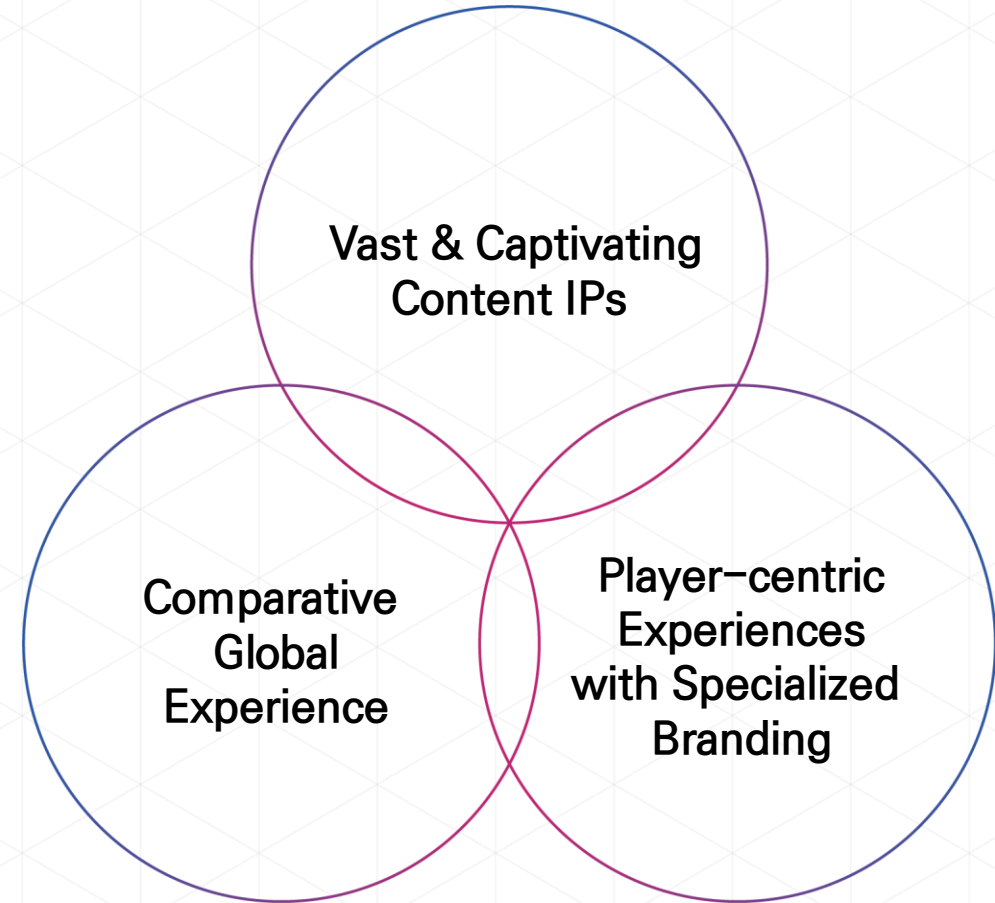 Vast & Captivating
Content IPs
Comparative
Global
Experience
Player-centric
Experiences
with Specialized
Branding